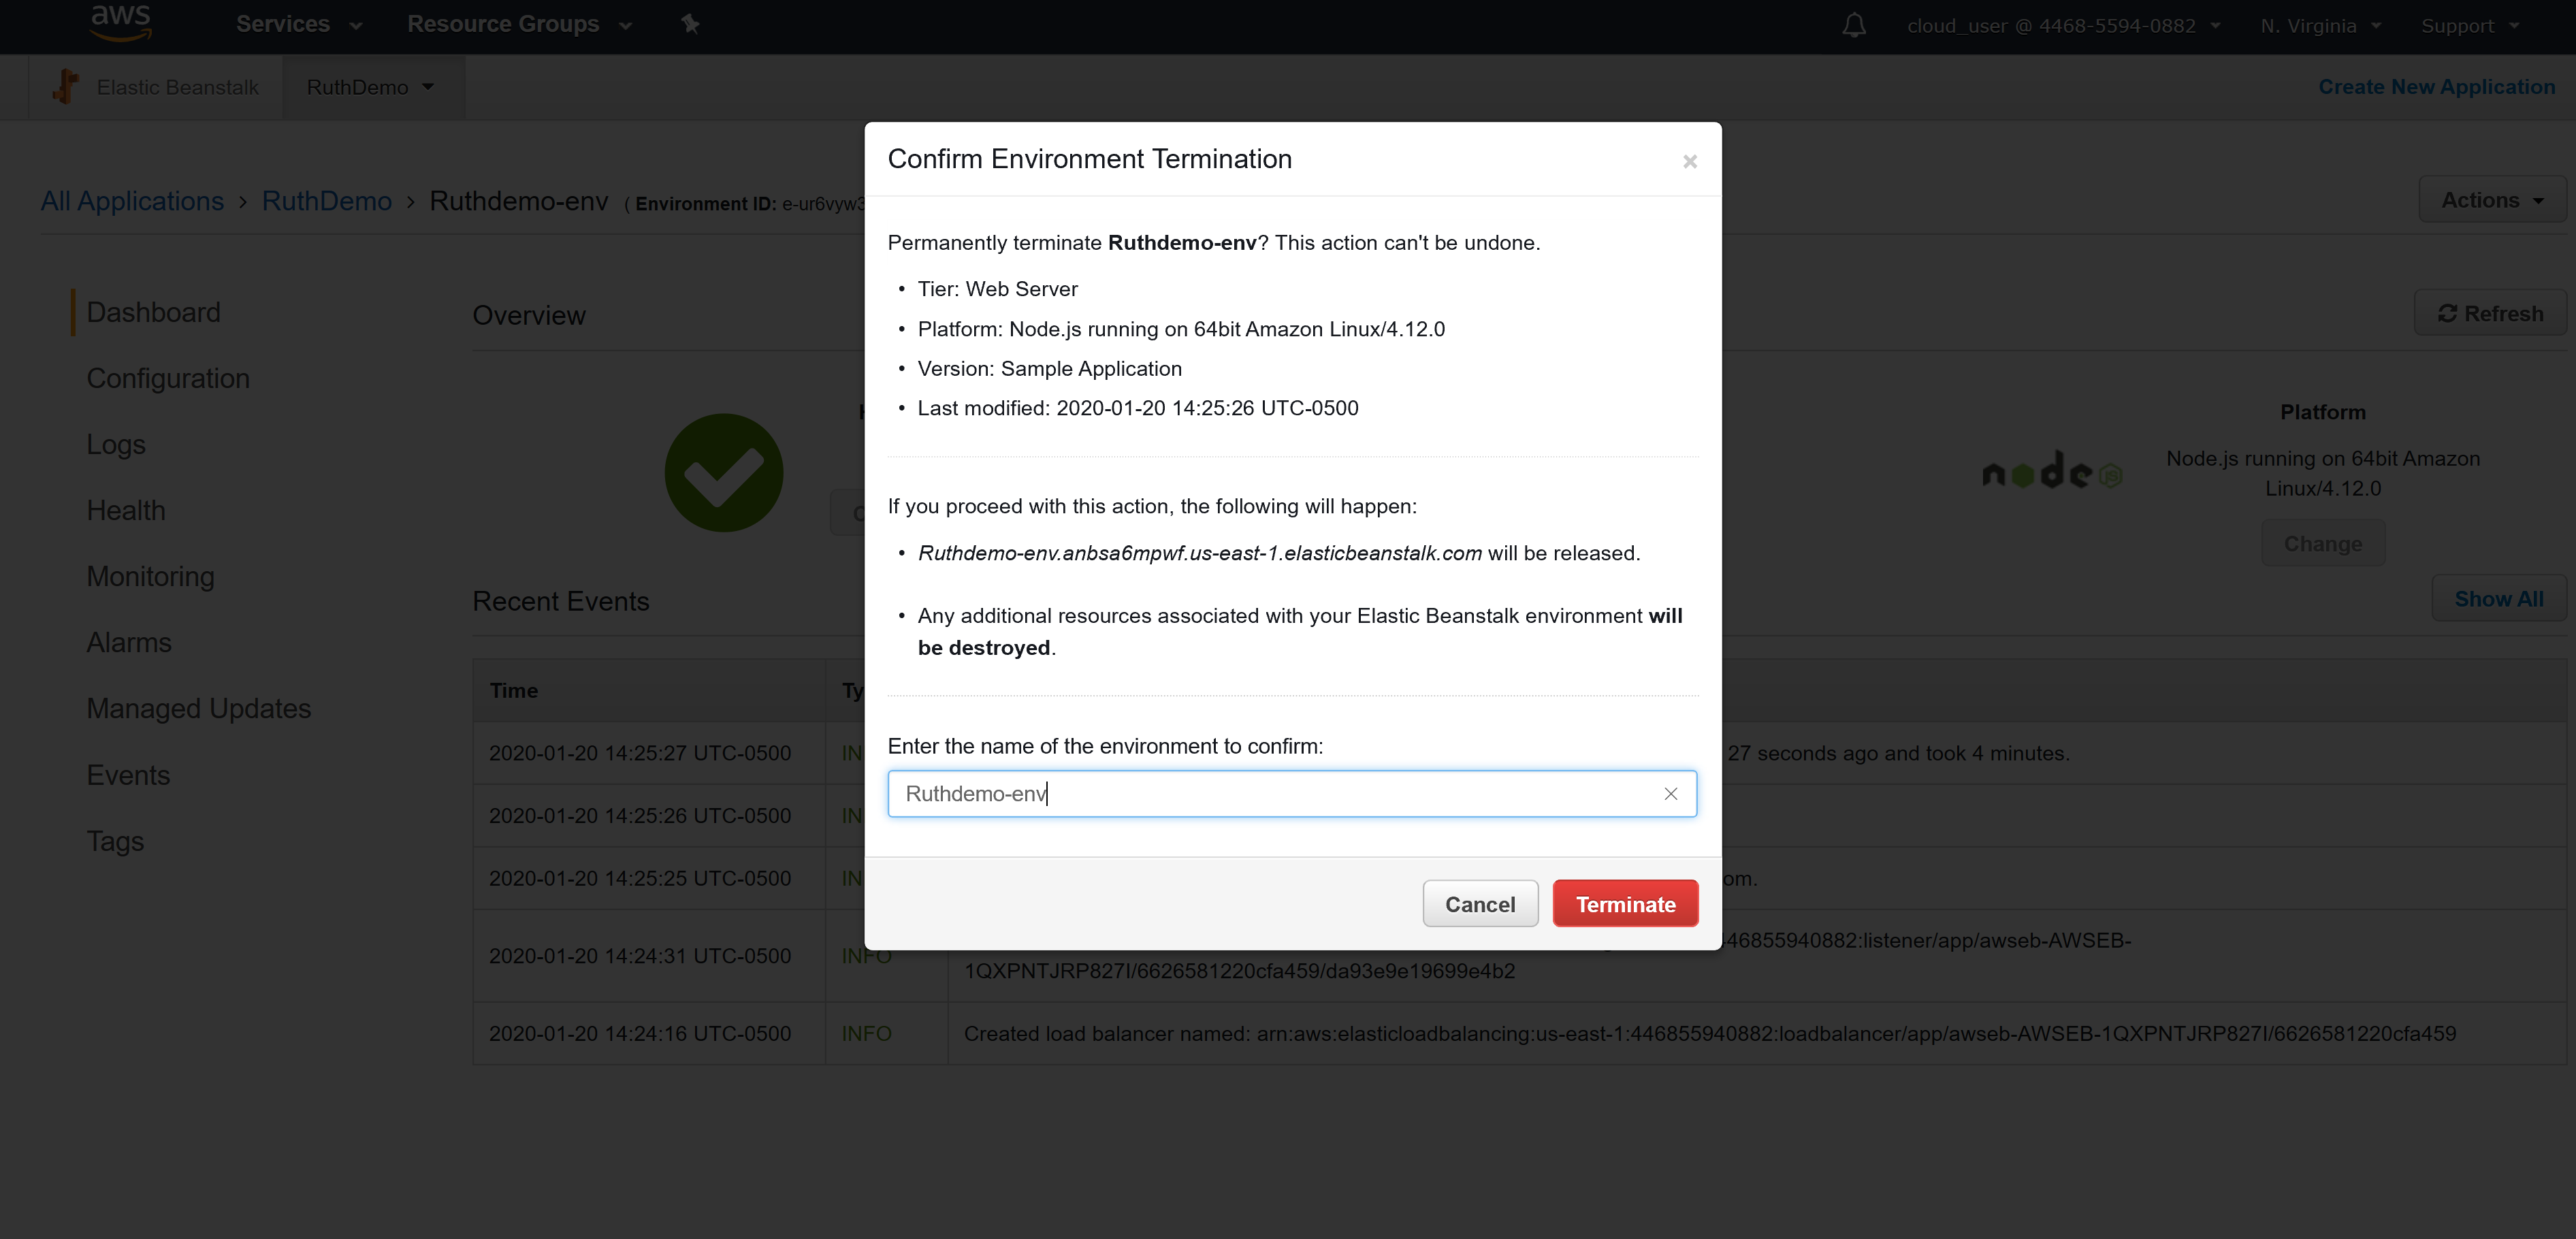 aws
Services
Resource Groups
cloud_user @ 4468-5594-0882
N. Virginia
Support
Elastic Beanstalk
RuthDemo
Create New Application
All Applications › RuthDemo › Ruthdemo-env ( Environment ID:
Actions
Dashboard
Configuration
Logs
Health
Monitoring
Alarms
Managed Updates
Events
Tags
Overview
Refresh
Platform
node
JS
Node.js running on 64bit Amazon
Linux/4.12.0
Change
Recent Events
Show All
Time
2020-01-20 14:25:27 UTC-0500
27 seconds ago and took 4 minutes.
2020-01-20 14:25:26 UTC-0500
2020-01-20 14:25:25 UTC-0500
2020-01-20 14:24:31 UTC-0500 INFO 46855940882:listener/app/awseb-AWSEB-
1QXPNTJRP827I/6626581220cfa459/da93e9e19699e4b2
2020-01-20 14:24:16 UTC-0500 INFO Created load balancer named: arn:aws:elasticloadbalancing:us-east-1:446855940882:loadbalancer/app/awseb-AWSEB-1QXPNTJRP827I/6626581220cfa459
Confirm Environment Termination
×
Permanently terminate Ruthdemo-env? This action can't be undone.
• Tier: Web Server
• Platform: Node.js running on 64bit Amazon Linux/4.12.0
• Version: Sample Application
• Last modified: 2020-01-20 14:25:26 UTC-0500
If you proceed with this action, the following will happen:
• Ruthdemo-env.anbsa6mpwf.us-east-1.elasticbeanstalk.com will be released.
• Any additional resources associated with your Elastic Beanstalk environment will
be destroyed.
Enter the name of the environment to confirm:
Ruthdemo-env
Cancel
Terminate